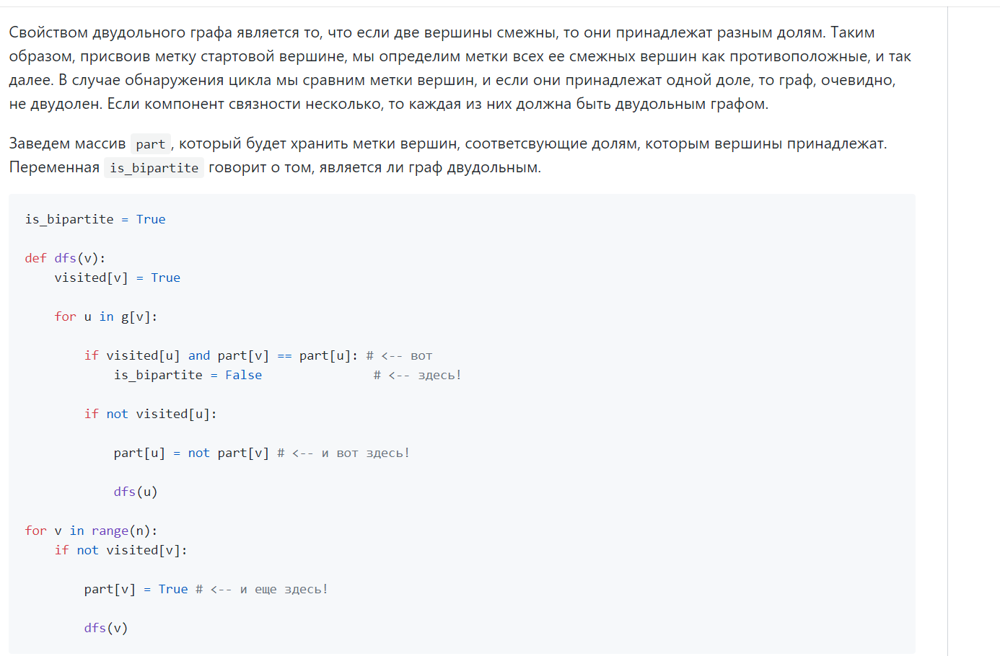 Свойством двудольного графа является то, что если две вершины смежны, то они принадлежат разным долям. Таким
образом, присвоив метку стартовой вершине, мы определим метки всех ее смежных вершин как противоположные, и так
далее. В случае обнаружения цикла мы сравним метки вершин, и если они принадлежат одной доле, то граф, очевидно,
не двудолен. Если компонент связности несколько, то каждая из них должна быть двудольным графом.
Заведем массив part , который будет хранить метки вершин, соответсвующие долям, которым вершины принадлежат.
Переменная is_bipartite говорит о том, является ли граф двудольным.
is_bipartite = True
def dfs(v):
    visited[v] = True
    for u in g[v]:
        if visited[u] and part[v] == part[u]: # <-- вот
            is_bipartite = False               # <-- здесь!
        if not visited[u]:
            part[u] = not part[v] # <-- и вот здесь!
            dfs(u)
for v in range(n):
    if not visited[v]:
        part[v] = True # <-- и еще здесь!
        dfs(v)